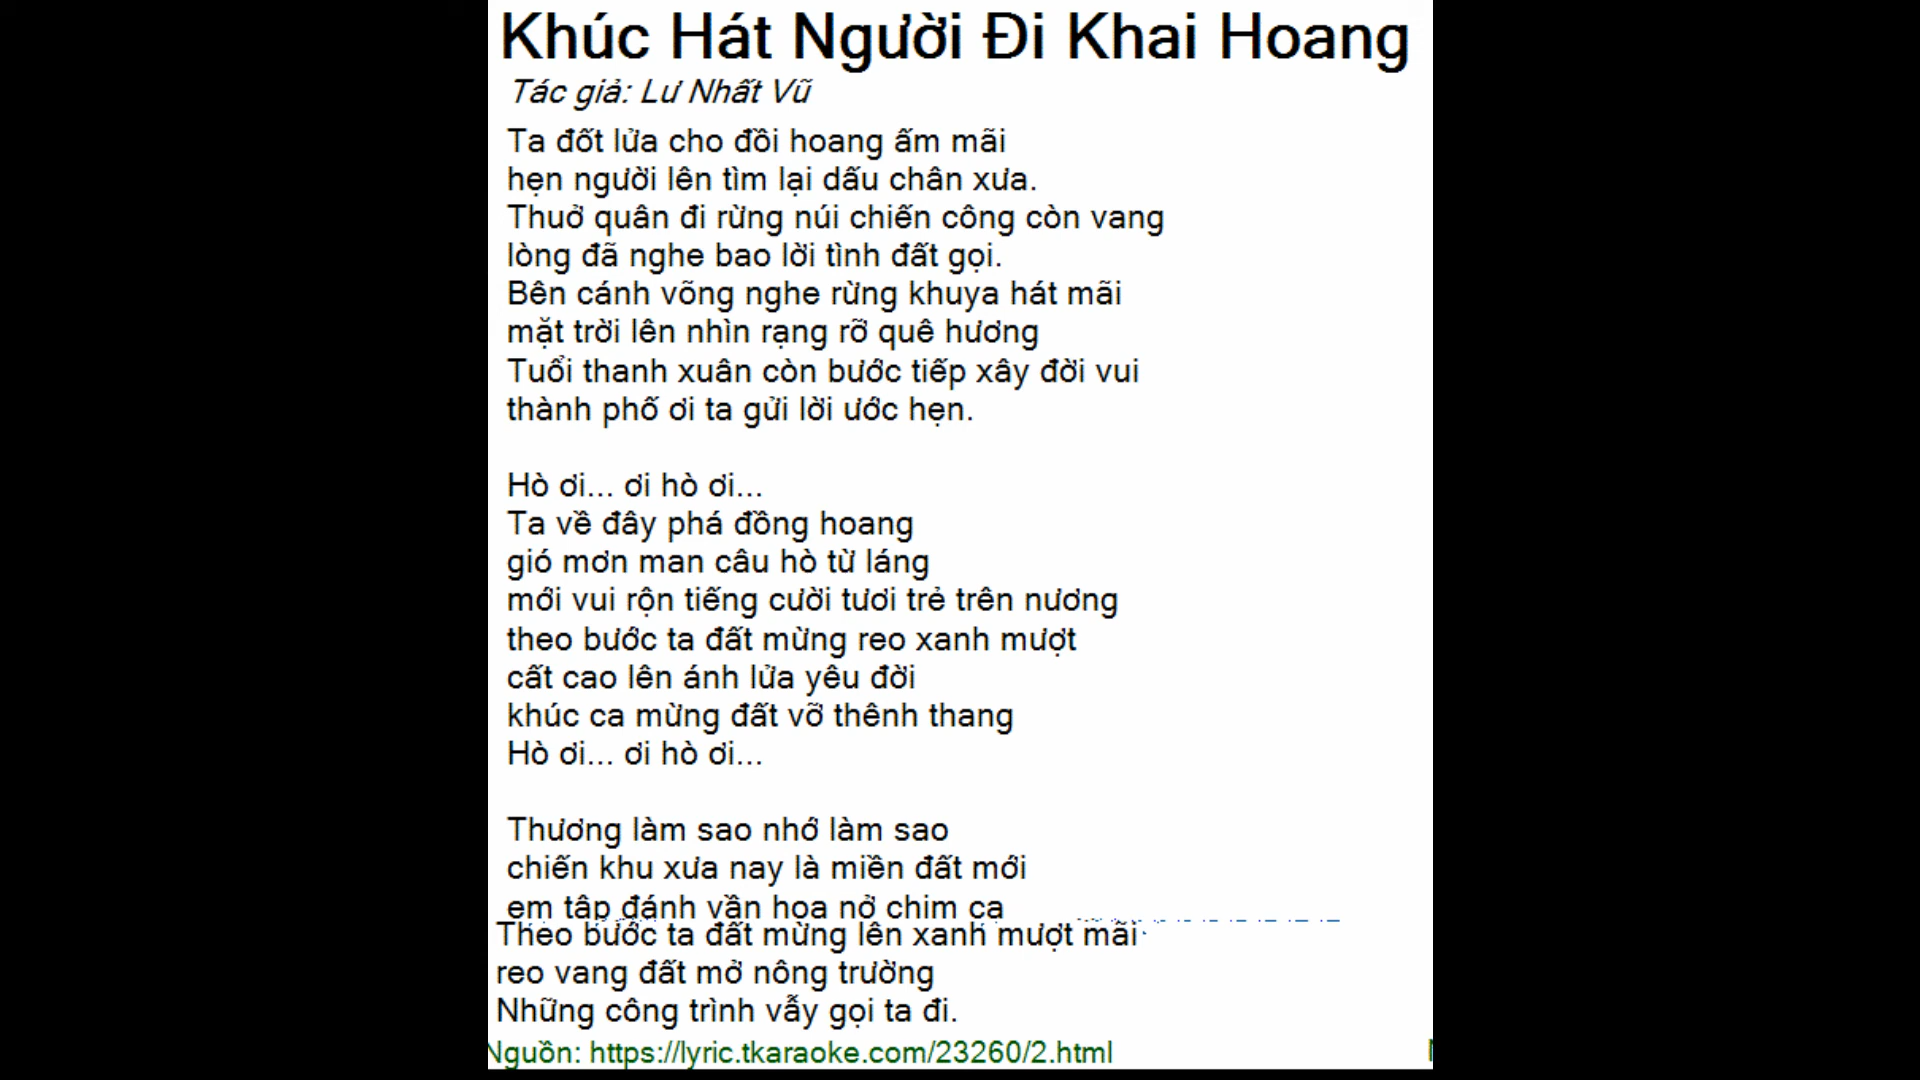 Khúc Hát Người Đi Khai Hoang
Tác giả: Lư Nhất Vũ
Ta đốt lửa cho đồi hoang ấm mãi
hẹn người lên tìm lại dấu chân xưa.
Thuở quân đi rừng núi chiến công còn vang
lòng đã nghe bao lời tình đất gọi.
Bên cánh võng nghe rừng khuya hát mãi
mặt trời lên nhìn rạng rỡ quê hương
Tuổi thanh xuân còn bước tiếp xây đời vui
thành phố ơi ta gửi lời ước hẹn.
Hò ơi... ơi hò ơi...
Ta về đây phá đồng hoang
gió mơn man câu hò từ láng
mới vui rộn tiếng cười tươi trẻ trên nương
theo bước ta đất mừng reo xanh mượt
cất cao lên ánh lửa yêu đời
khúc ca mừng đất vỡ thênh thang
Hò ơi... ơi hò ơi...
Thương làm sao nhớ làm sao
chiến khu xưa nay là miền đất mới
em tập đánh vần hoa nở chim ca
Theo bước ta đất mừng lên xanh mượt mãi
reo vang đất mở nông trường
Những công trình vẫy gọi ta đi.
Nguồn: https://lyric.tkaraoke.com/23260/2.html